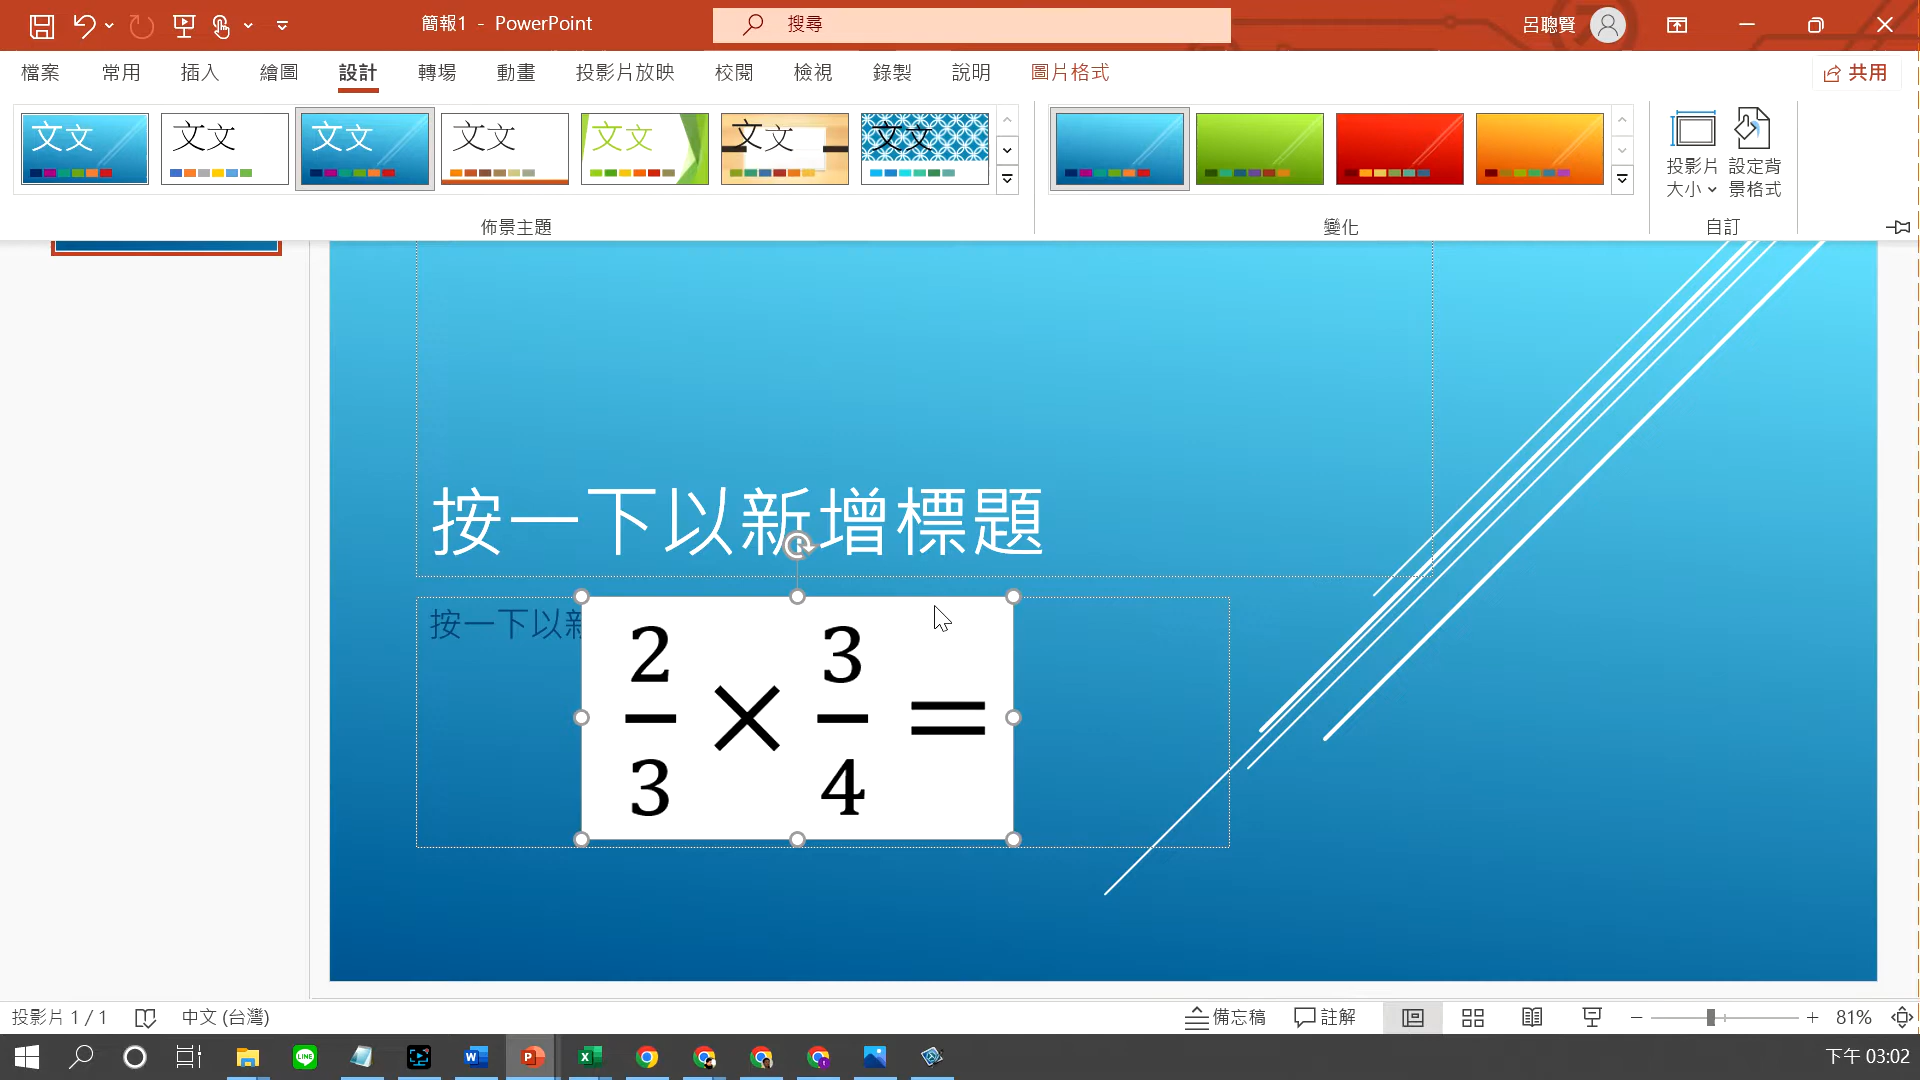 簡報1 - PowerPoint
搜尋
呂聰賢
檔案 常用 插入 繪圖 設計 轉場 動畫 投影片放映 校閱 檢視 錄製 說明 圖片格式 共用
文文 文文 文文 文文 文文 文文 文文
投影片大小 設定背景格式
佈景主題 變化 自訂
按一下以新增標題
按一下以新
2/3 × 3/4 =
投影片 1 / 1 中文 (台灣) 備忘稿 註解 81%
下午 03:02